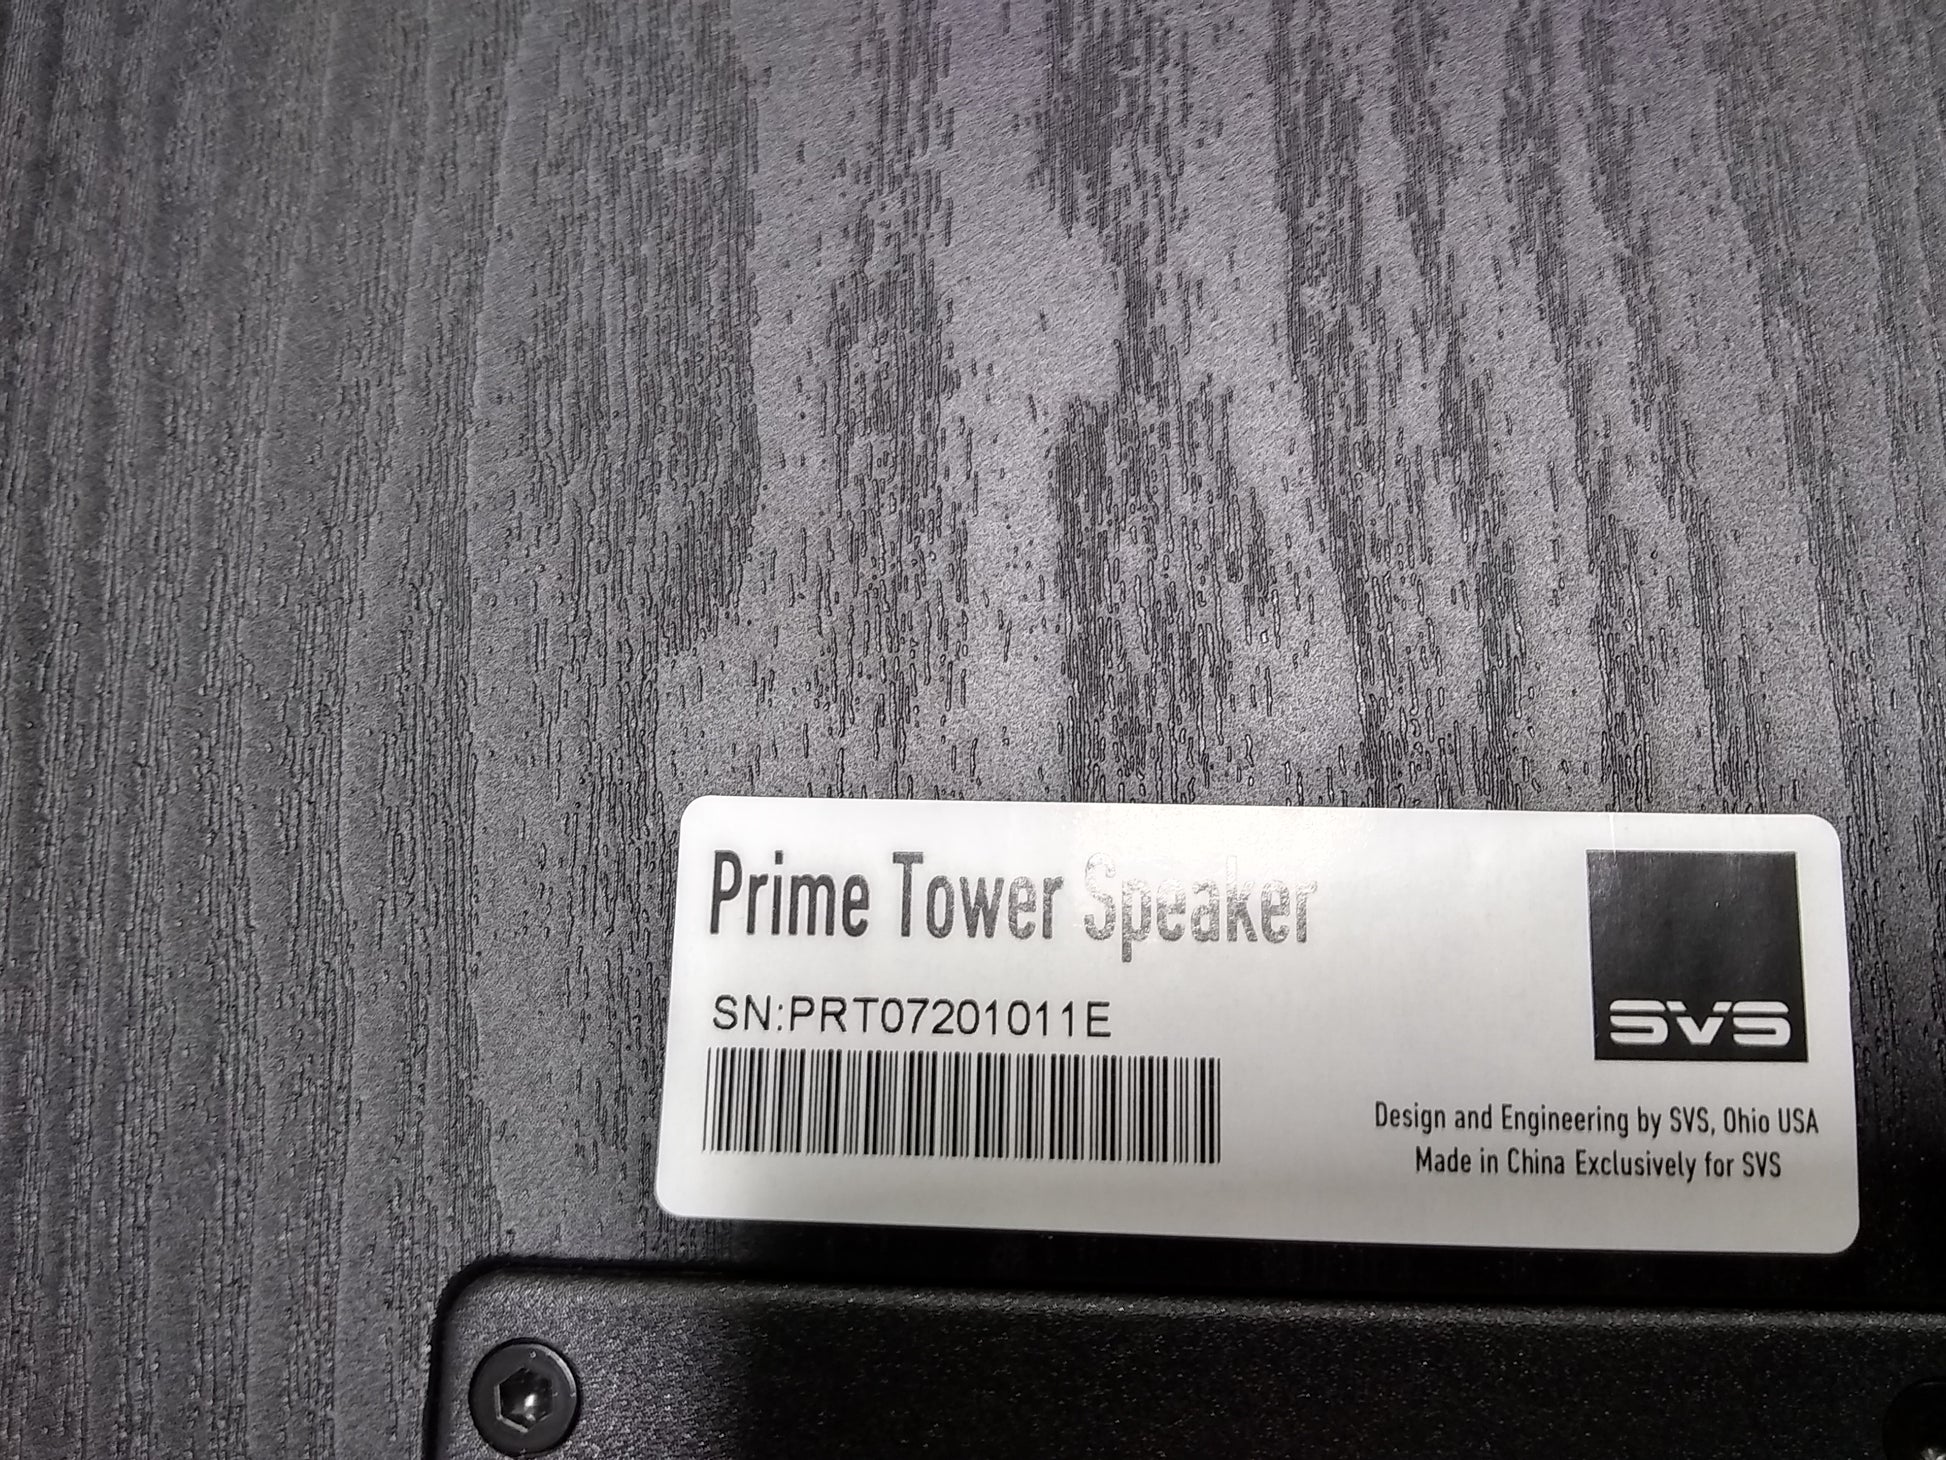 Prime Tower Speaker
SN:PRT07201011E
SVS
Design and Engineering by SVS, Ohio USA
Made in China Exclusively for SVS